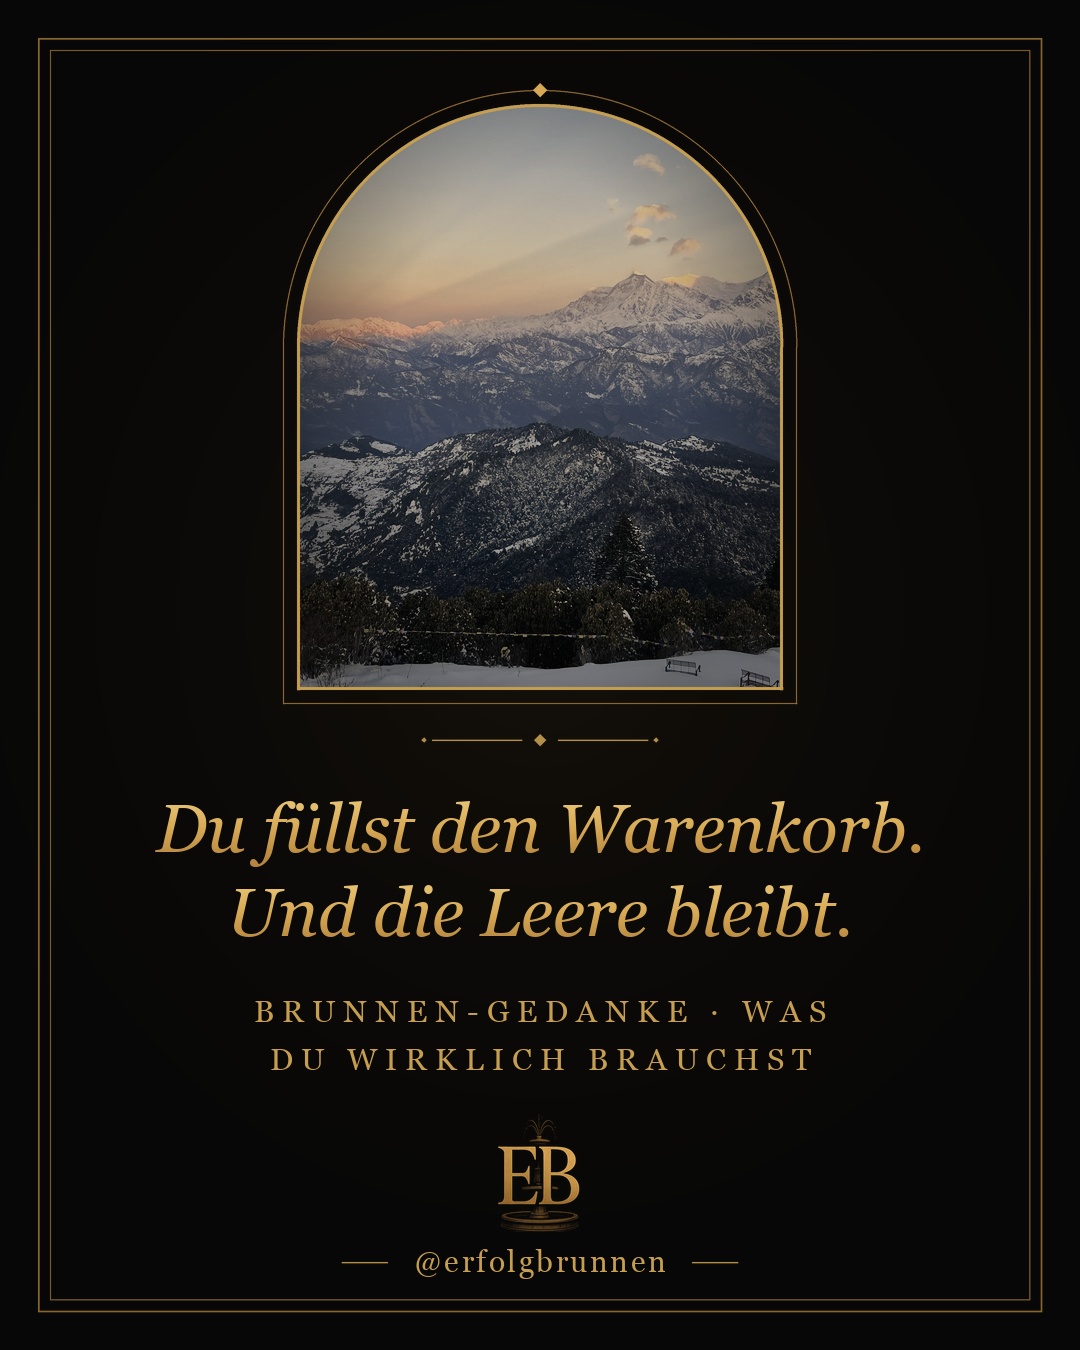 Du füllst den Warenkorb.
Und die Leere bleibt.
BRUNNEN-GEDANKE · WAS
DU WIRKLICH BRAUCHST
EB
@erfolgbrunnen